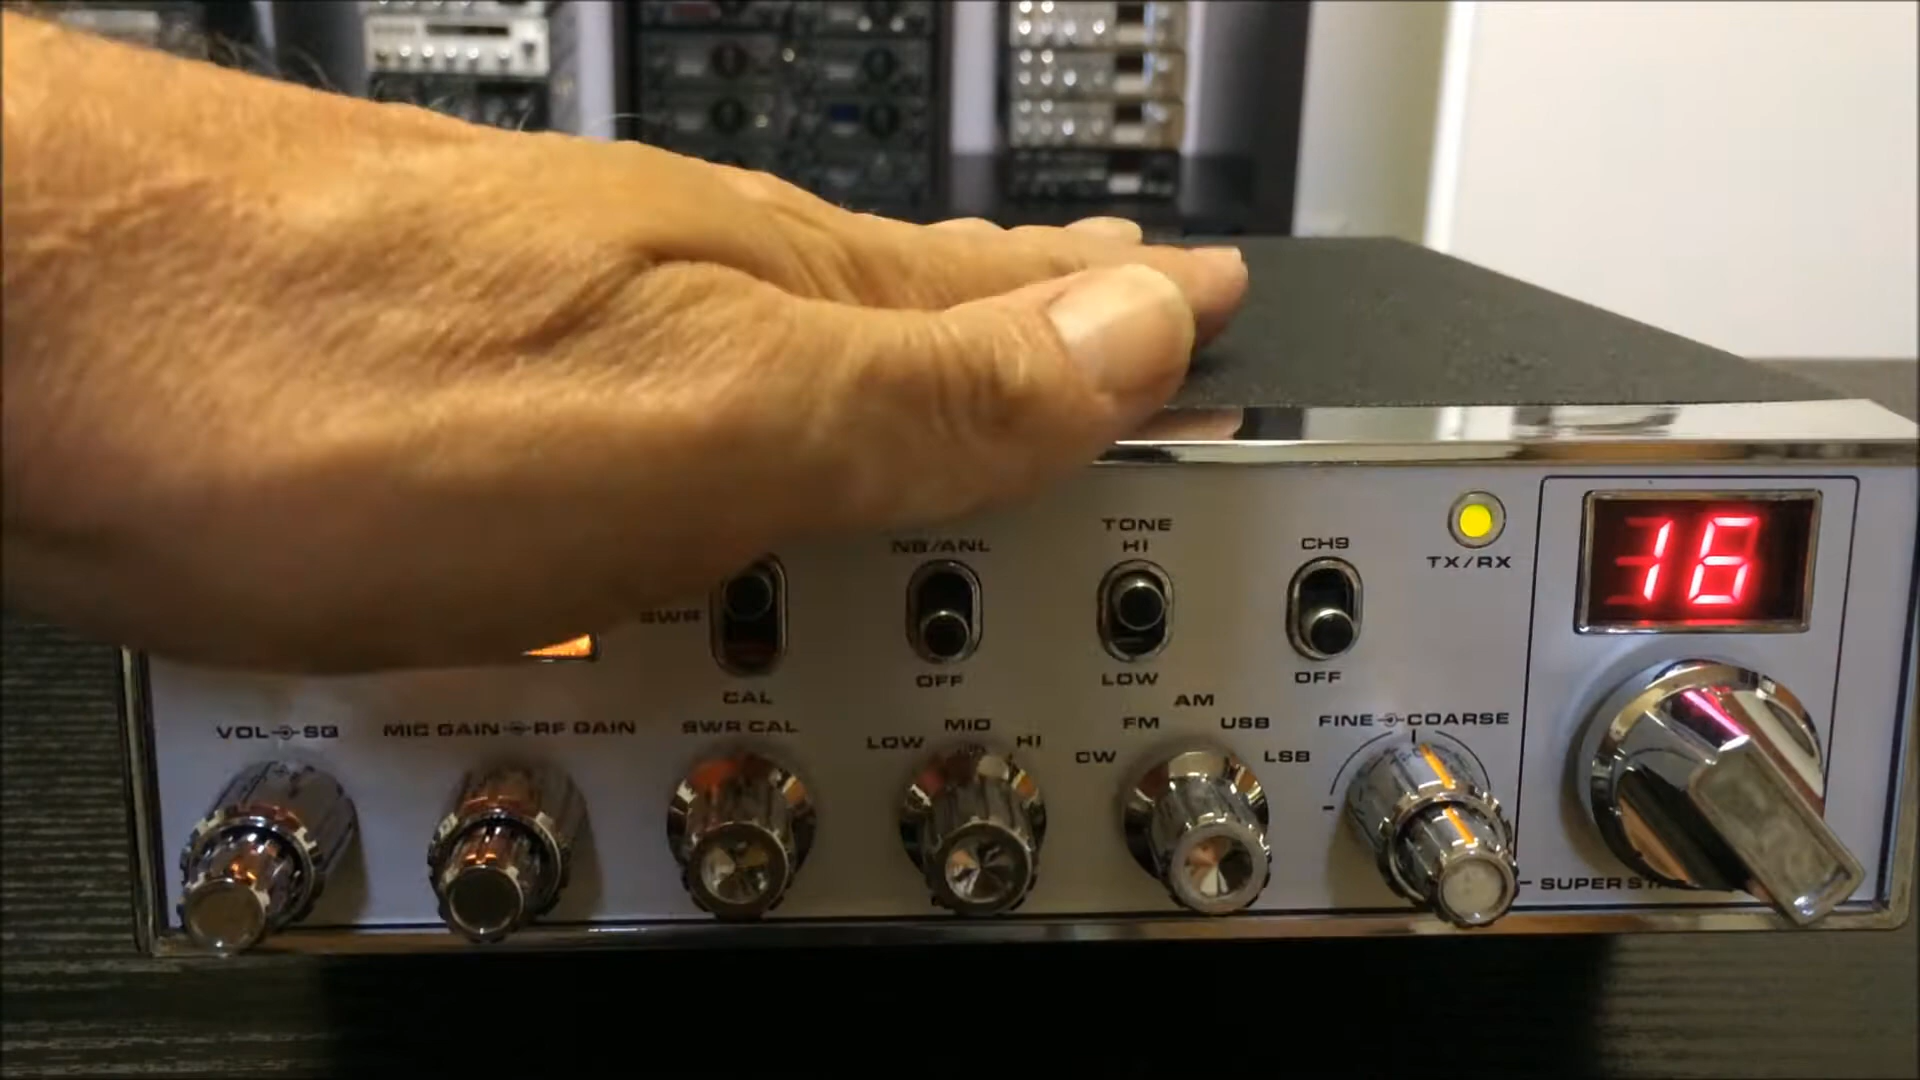 NB/ANL
TONE
HI
CH9
TX/RX
16
SWR
OFF
LOW
OFF
CAL
VOL SQ
MIC GAIN RF GAIN
SWR CAL
LOW
MID
HI
CW
FM
AM
USB
LSB
FINE COARSE
SUPER